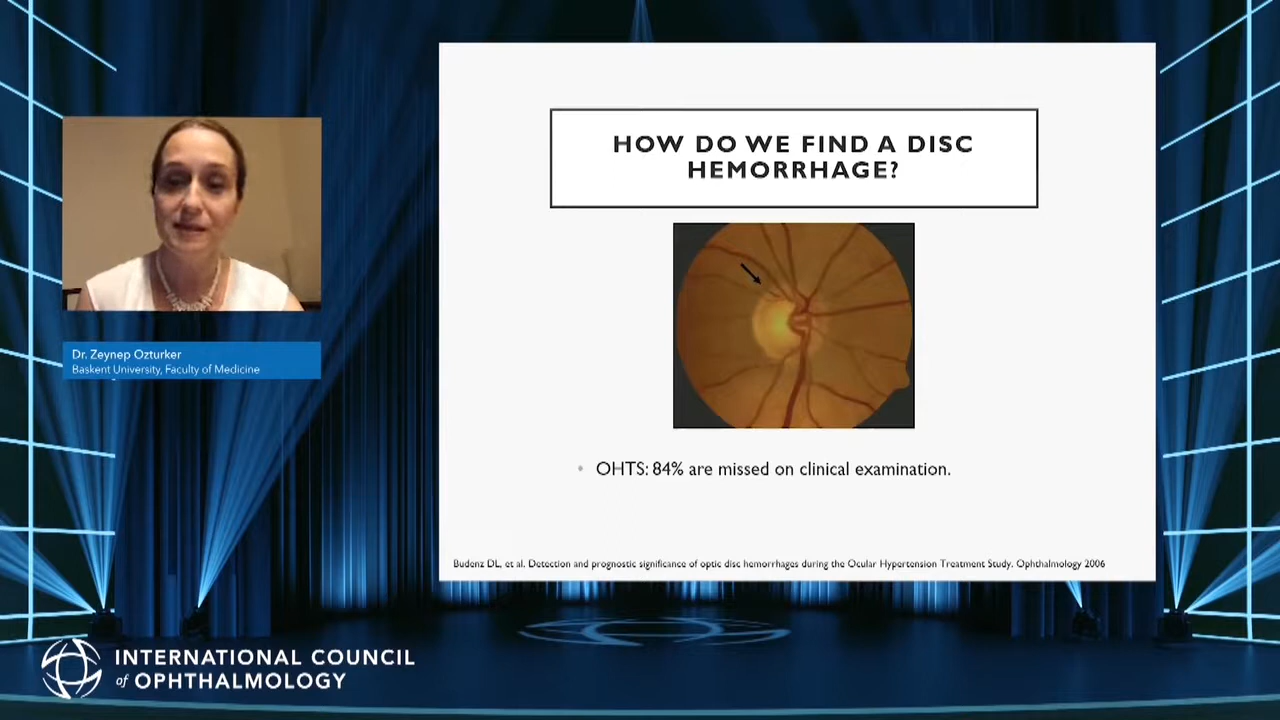 HOW DO WE FIND A DISC
HEMORRHAGE?
Dr. Zeynep Ozturker
Baskent University, Faculty of Medicine
• OHTS: 84% are missed on clinical examination.
Budenz DL, et al. Detection and prognostic significance of optic disc hemorrhages during the Ocular Hypertension Treatment Study. Ophthalmology 2006
INTERNATIONAL COUNCIL
of OPHTHALMOLOGY